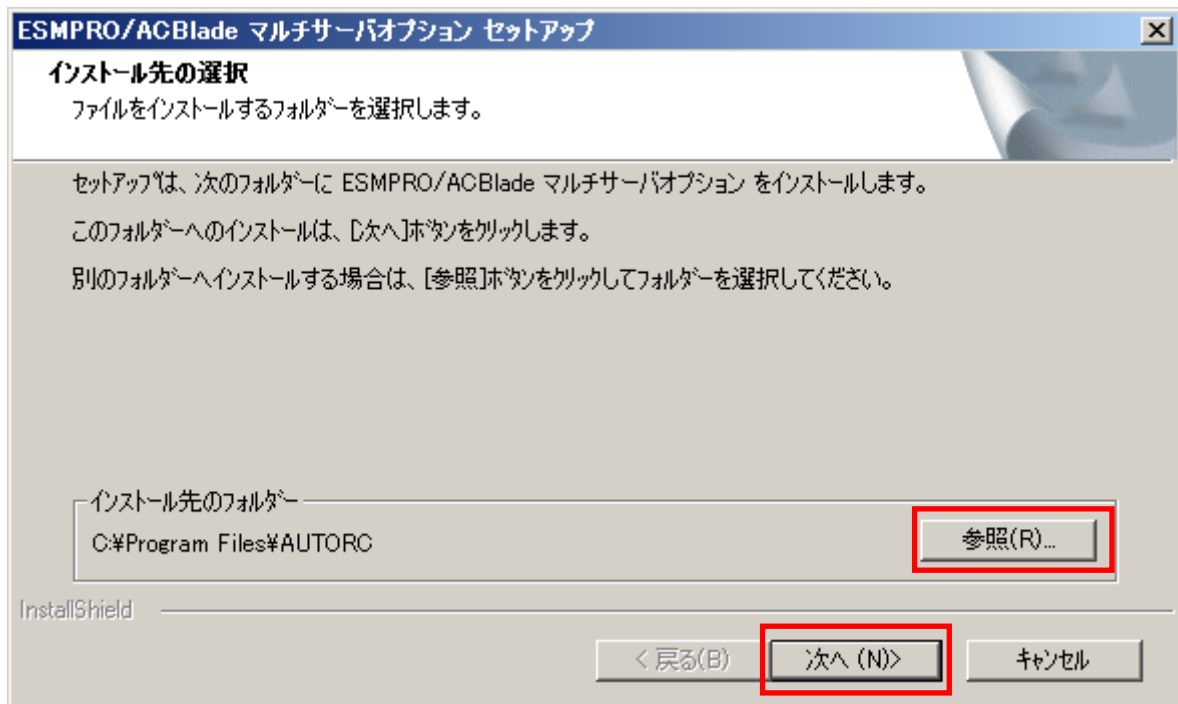 ESMPRO/ACBlade マルチサーバオプション セットアップ
インストール先の選択
ファイルをインストールするフォルダーを選択します。
セットアップは、次のフォルダーに ESMPRO/ACBlade マルチサーバオプション をインストールします。
このフォルダーへのインストールは、[次へ]ボタンをクリックします。
別のフォルダーへインストールする場合は、[参照]ボタンをクリックしてフォルダーを選択してください。
インストール先のフォルダー
C:¥Program Files¥AUTORC
参照(R)...
InstallShield
< 戻る(B)
次へ (N)>
キャンセル